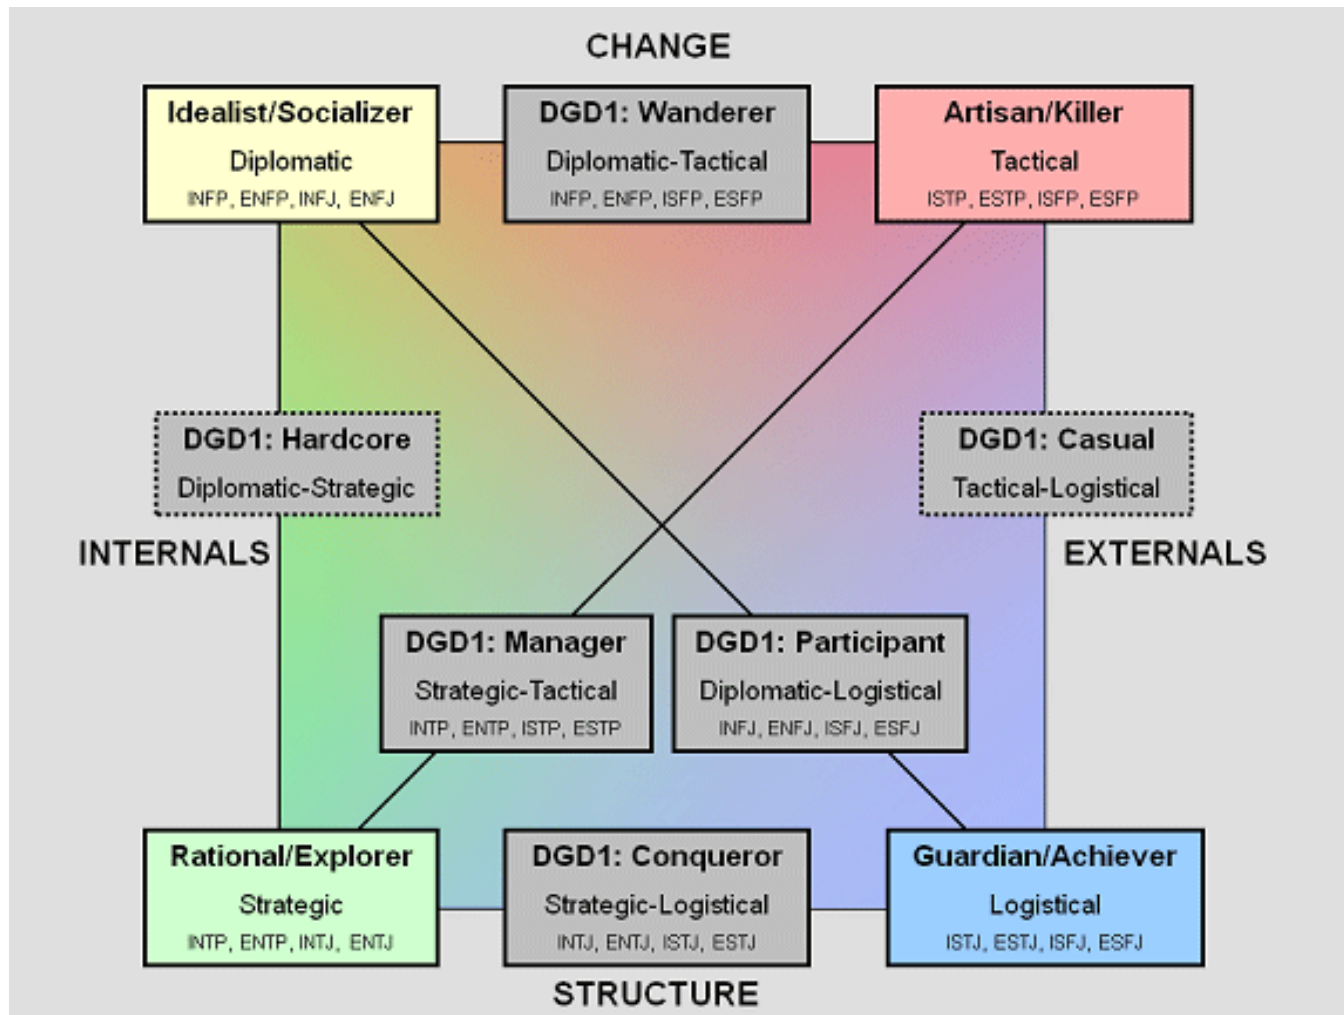 CHANGE
Idealist/Socializer
Diplomatic
INFP, ENFP, INFJ, ENFJ
DGD1: Wanderer
Diplomatic-Tactical
INFP, ENFP, ISFP, ESFP
Artisan/Killer
Tactical
ISTP, ESTP, ISFP, ESFP
DGD1: Hardcore
Diplomatic-Strategic
DGD1: Casual
Tactical-Logistical
INTERNALS
EXTERNALS
DGD1: Manager
Strategic-Tactical
INTP, ENTP, ISTP, ESTP
DGD1: Participant
Diplomatic-Logistical
INFJ, ENFJ, ISFJ, ESFJ
Rational/Explorer
Strategic
INTP, ENTP, INTJ, ENTJ
DGD1: Conqueror
Strategic-Logistical
INTJ, ENTJ, ISTJ, ESTJ
Guardian/Achiever
Logistical
ISTJ, ESTJ, ISFJ, ESFJ
STRUCTURE